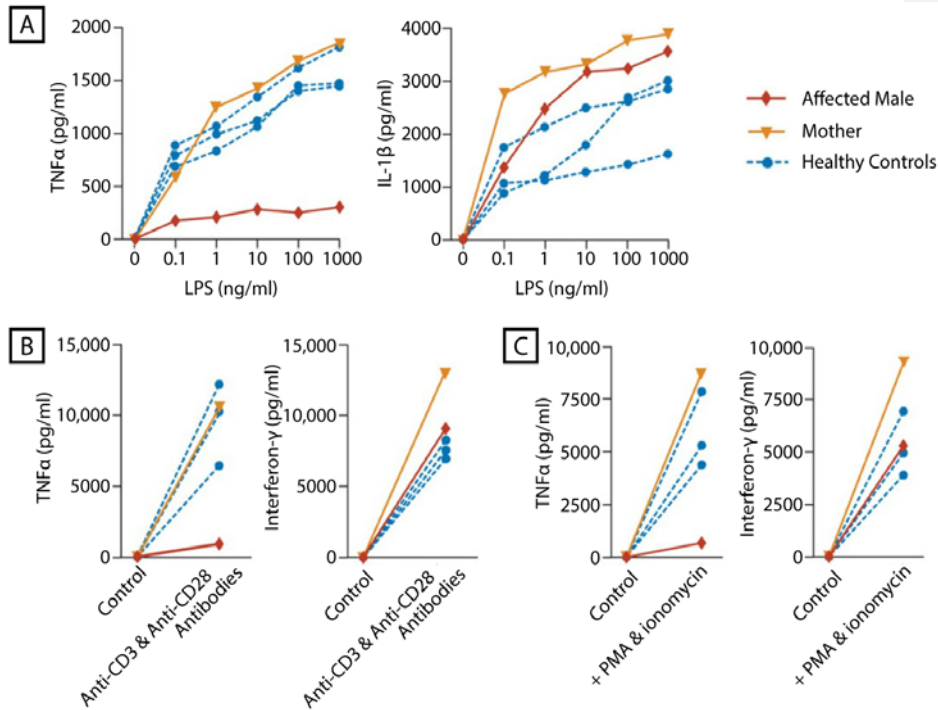 A
TNFα (pg/ml)
2000
1500
1000
500
0
0 0.1 1 10 100 1000
LPS (ng/ml)
IL-1β (pg/ml)
4000
3000
2000
1000
0
0 0.1 1 10 100 1000
LPS (ng/ml)
Affected Male
Mother
Healthy Controls
B
TNFα (pg/ml)
15,000
10,000
5000
0
Control
Anti-CD3 & Anti-CD28
Antibodies
Interferon-γ (pg/ml)
15,000
10,000
5000
0
Control
Anti-CD3 & Anti-CD28
Antibodies
C
TNFα (pg/ml)
10,000
7500
5000
2500
0
Control
+ PMA & ionomycin
Interferon-γ (pg/ml)
10,000
7500
5000
2500
0
Control
+ PMA & ionomycin